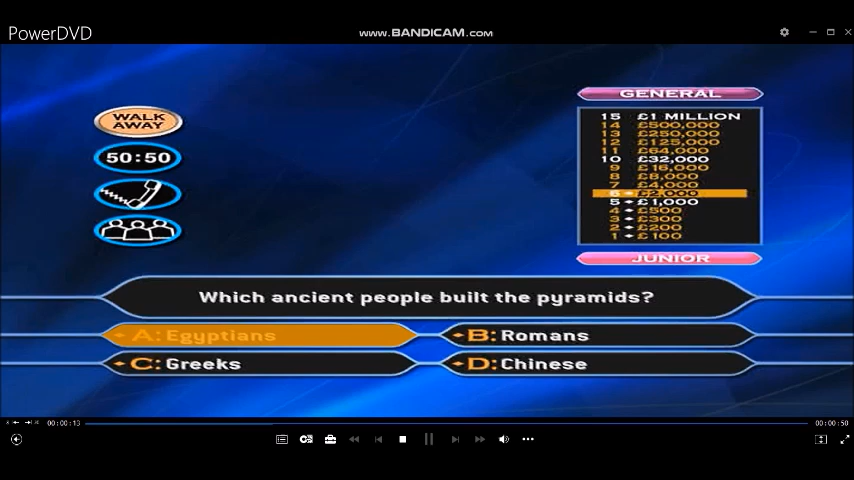 PowerDVD
www.BANDICAM.com
GENERAL
WALK AWAY
50:50
15 £1 MILLION
14 £500,000
13 £250,000
12 £125,000
11 £64,000
10 £32,000
9 £16,000
8 £8,000
7 £4,000
6 £2,000
5 £1,000
4 £500
3 £300
2 £200
1 £100
JUNIOR
Which ancient people built the pyramids?
A: Egyptians
B: Romans
C: Greeks
D: Chinese
00:00:13
00:00:50